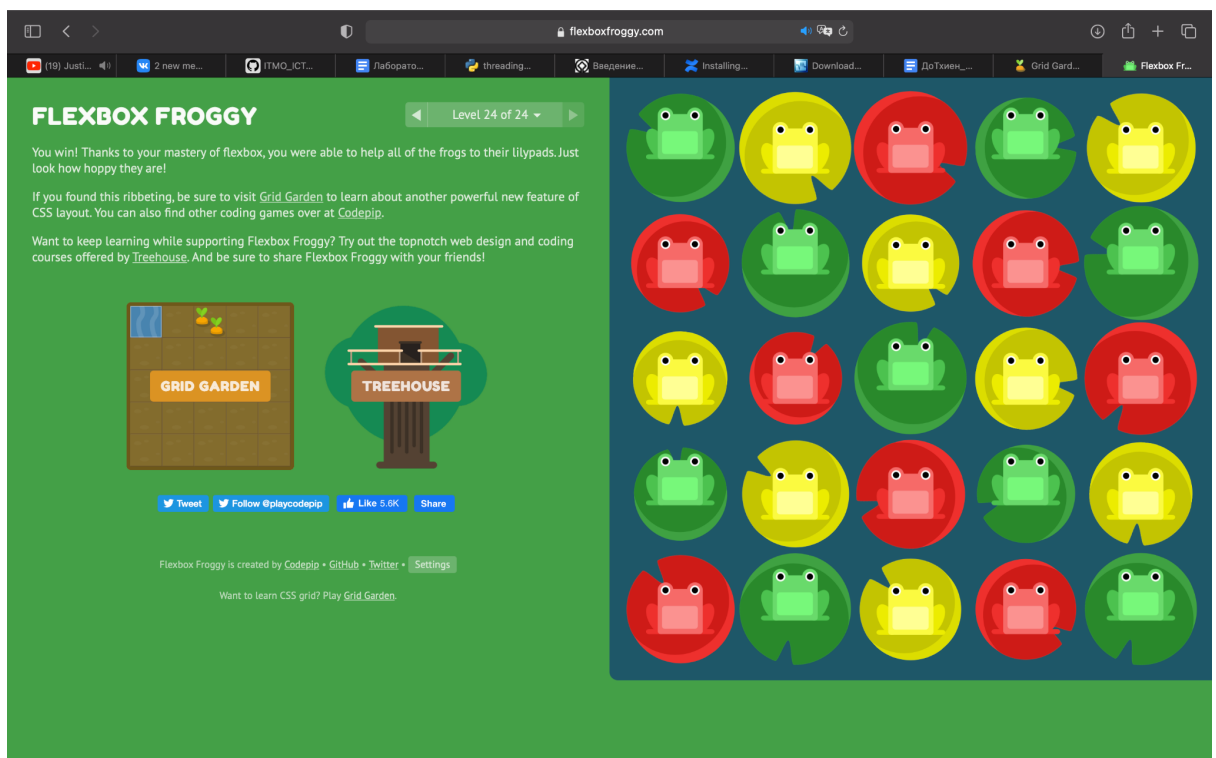 flexboxfroggy.com
(19) Justi...
2 new me...
ITMO_ICT...
Лаборато...
threading...
Введение...
Installing...
Download...
ДоТхиен_...
Grid Gard...
Flexbox Fr...
FLEXBOX FROGGY
Level 24 of 24
You win! Thanks to your mastery of flexbox, you were able to help all of the frogs to their lilypads. Just
look how hoppy they are!
If you found this ribbeting, be sure to visit Grid Garden to learn about another powerful new feature of
CSS layout. You can also find other coding games over at Codepip.
Want to keep learning while supporting Flexbox Froggy? Try out the topnotch web design and coding
courses offered by Treehouse. And be sure to share Flexbox Froggy with your friends!
GRID GARDEN
TREEHOUSE
Tweet
Follow @playcodepip
Like 5.6K
Share
Flexbox Froggy is created by Codepip • GitHub • Twitter • Settings
Want to learn CSS grid? Play Grid Garden.